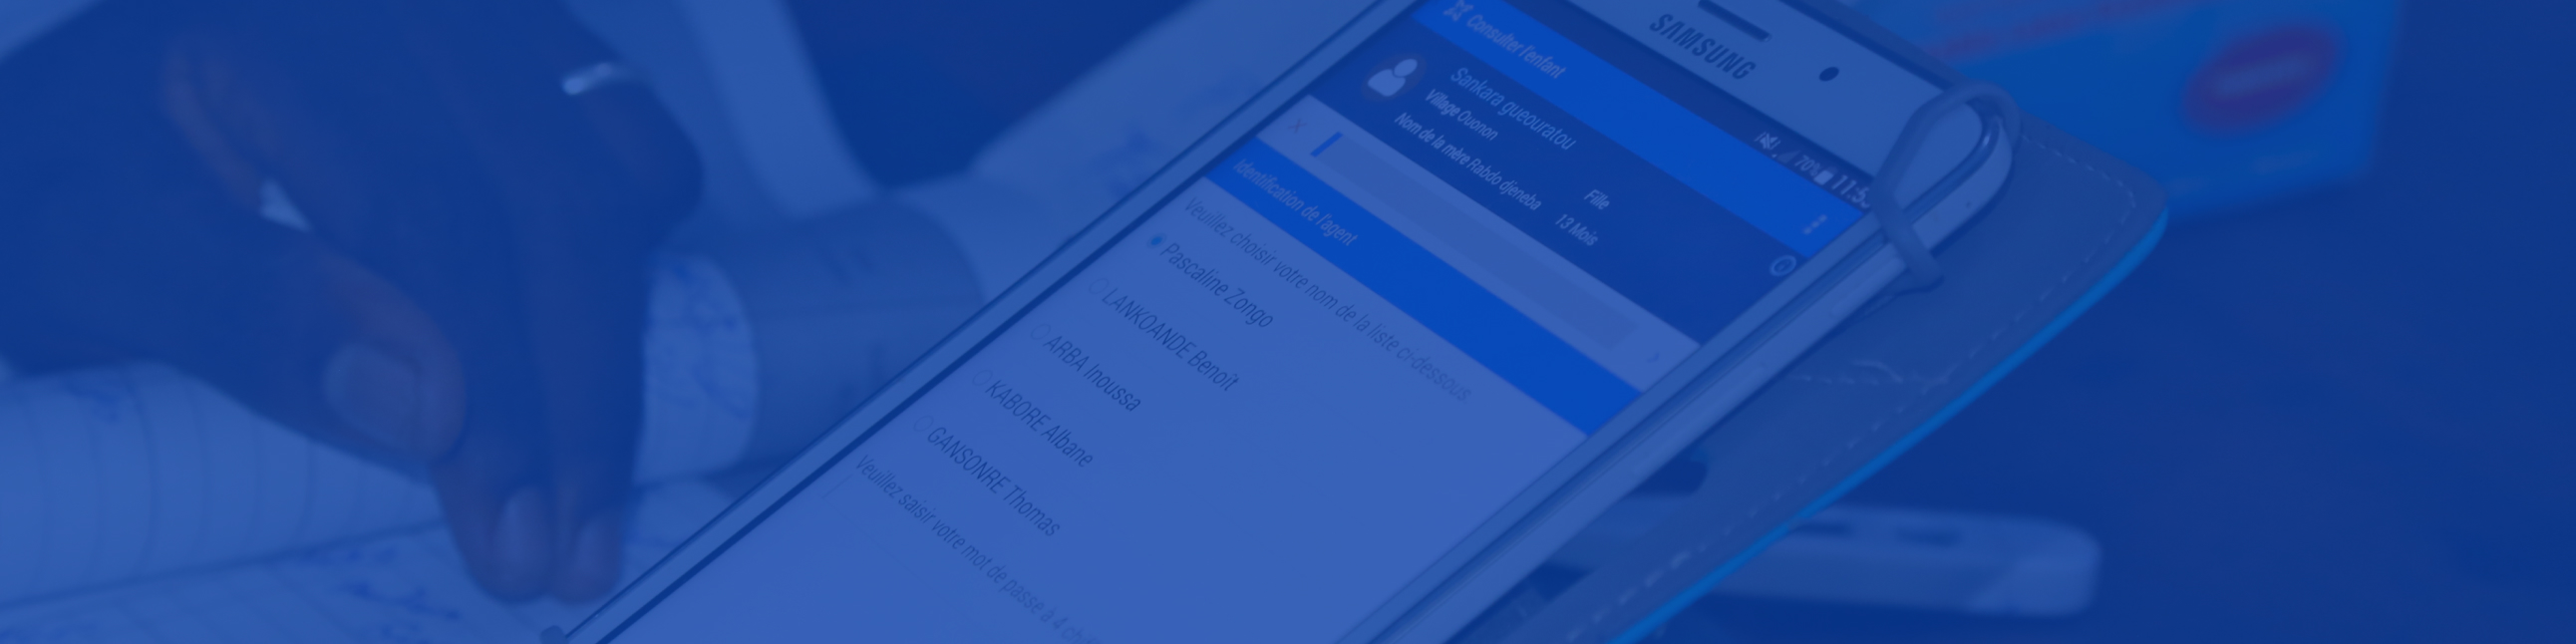 SAMSUNG
70% 11:5
Consulter l'enfant
Sankara gueouratou
Village Ouonon
Fille
Nom de la mère Rabdo djeneba
13 Mois
Identification de l'agent
Veuillez choisir votre nom de la liste ci-dessous.
Pascaline Zongo
LANKOANDE Benoît
ARBA Inoussa
KABORE Albane
GANSONRE Thomas
Veuillez saisir votre mot de passe à 4